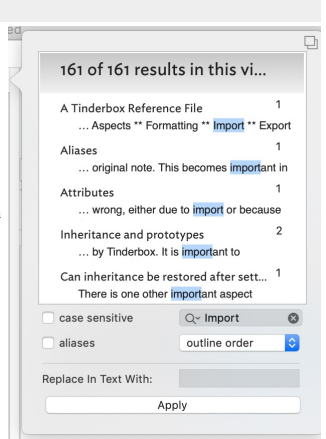 ed
161 of 161 results in this vi...
A Tinderbox Reference File 1
... Aspects ** Formatting ** Import ** Export
Aliases 1
... original note. This becomes important in
Attributes 1
... wrong, either due to import or because
Inheritance and prototypes 2
... by Tinderbox. It is important to
Can inheritance be restored after sett... 1
There is one other important aspect
case sensitive Import
aliases outline order
Replace In Text With:
Apply